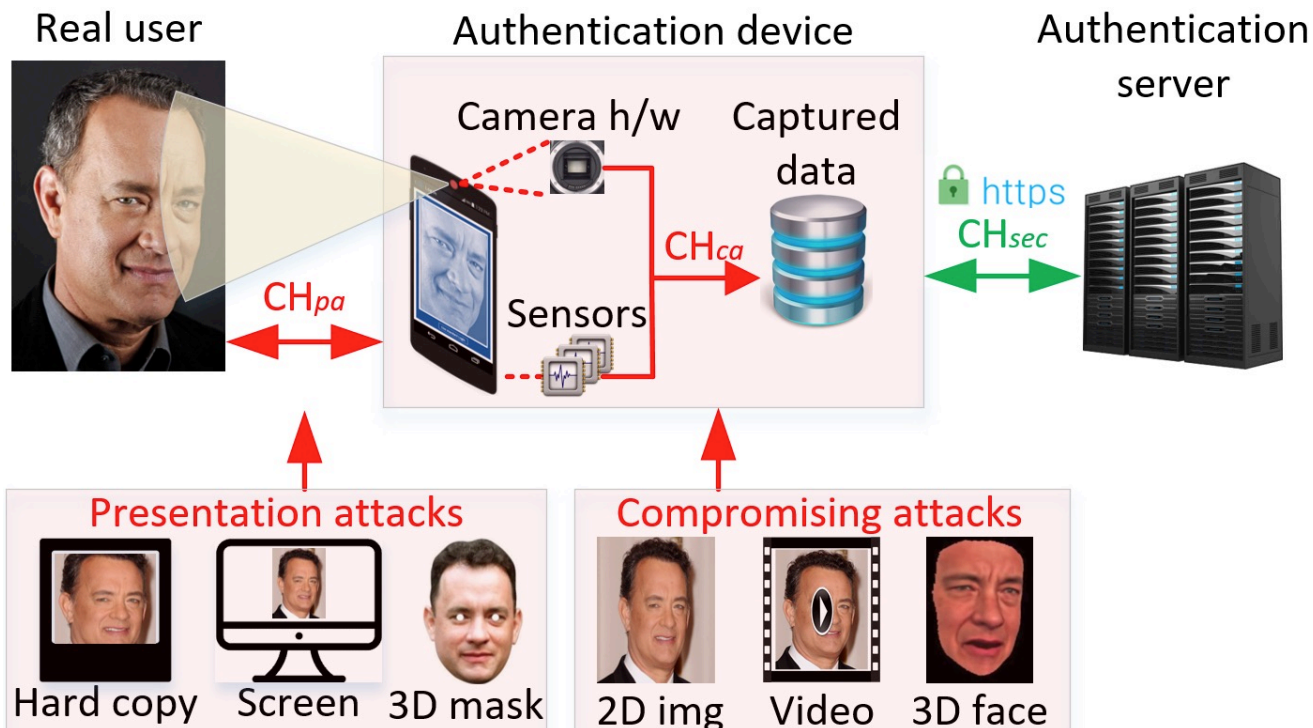 Real user
Authentication device
Authentication
server
Camera h/w
Captured
data
https
CHsec
CHca
CHpa
Sensors
Presentation attacks
Compromising attacks
Hard copy
Screen
3D mask
2D img
Video
3D face